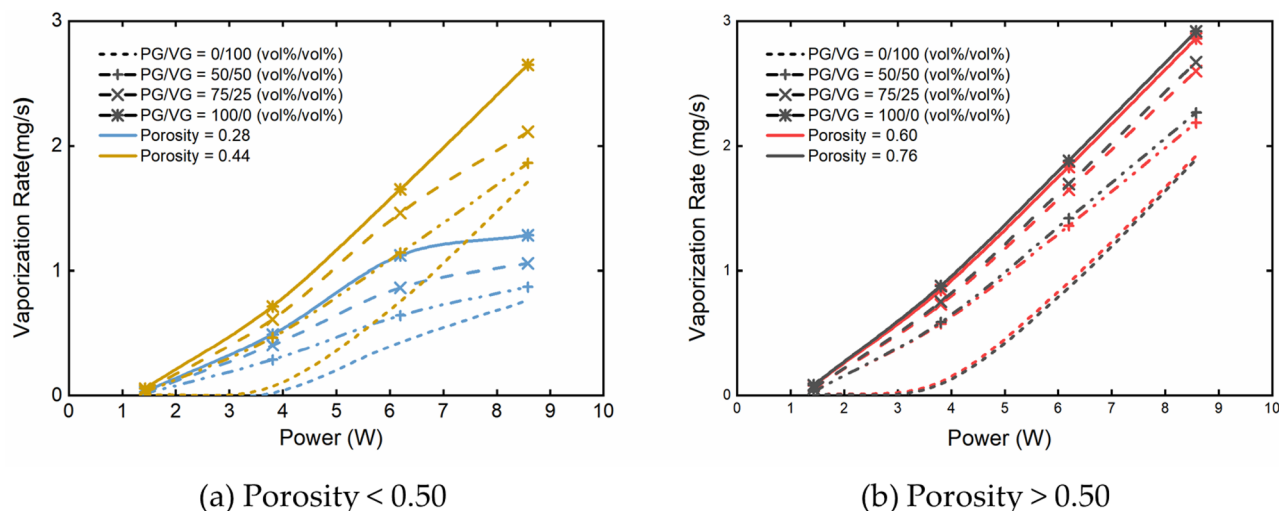 3
2
1
0
Vaporization Rate(mg/s)
PG/VG = 0/100 (vol%/vol%)
PG/VG = 50/50 (vol%/vol%)
PG/VG = 75/25 (vol%/vol%)
PG/VG = 100/0 (vol%/vol%)
Porosity = 0.28
Porosity = 0.44
0 1 2 3 4 5 6 7 8 9 10
Power (W)
(a) Porosity < 0.50
3
2
1
0
Vaporization Rate (mg/s)
PG/VG = 0/100 (vol%/vol%)
PG/VG = 50/50 (vol%/vol%)
PG/VG = 75/25 (vol%/vol%)
PG/VG = 100/0 (vol%/vol%)
Porosity = 0.60
Porosity = 0.76
0 1 2 3 4 5 6 7 8 9 10
Power (W)
(b) Porosity > 0.50